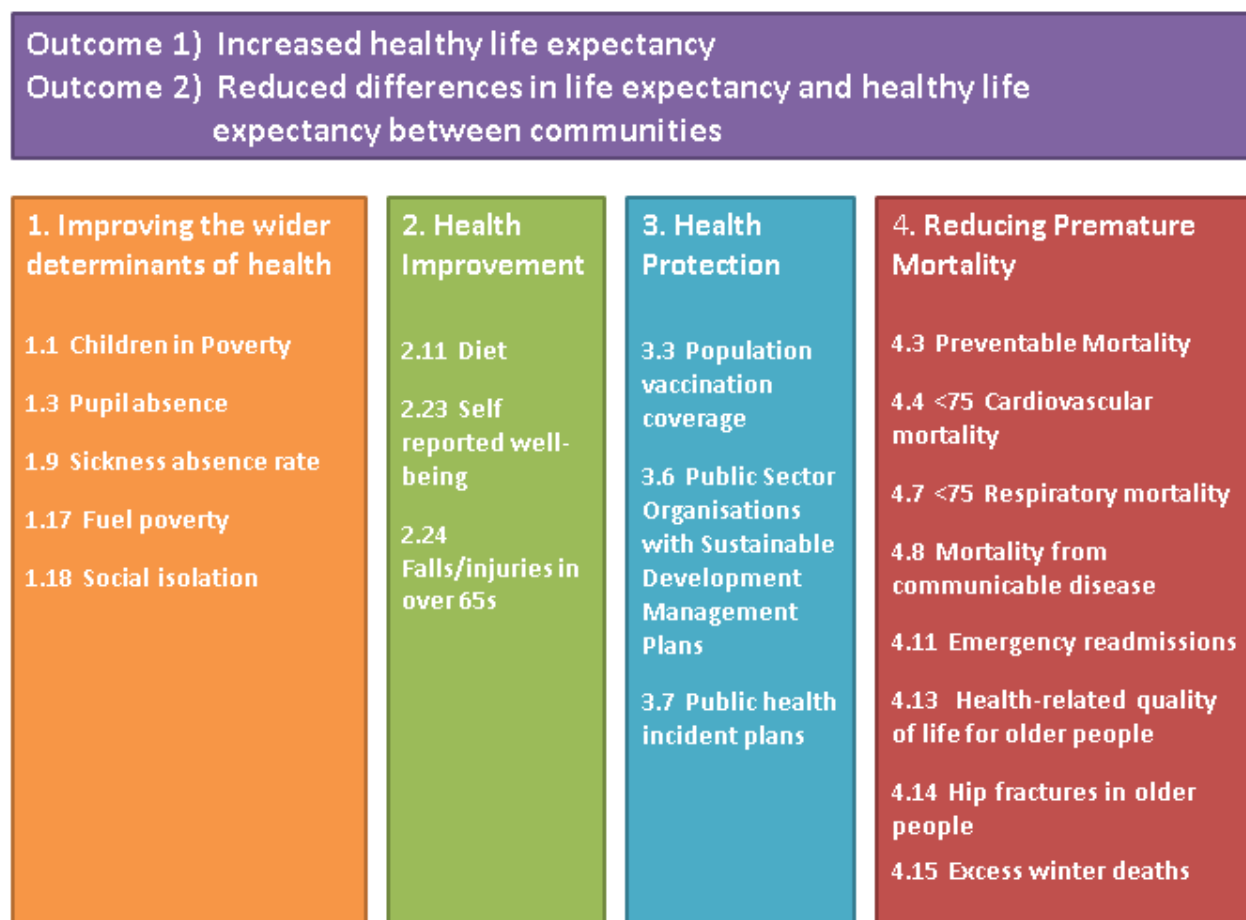 Outcome 1) Increased healthy life expectancy
Outcome 2) Reduced differences in life expectancy and healthy life
expectancy between communities
1. Improving the wider
determinants of health
1.1 Children in Poverty
1.3 Pupil absence
1.9 Sickness absence rate
1.17 Fuel poverty
1.18 Social isolation
2. Health
Improvement
2.11 Diet
2.23 Self
reported well-
being
2.24
Falls/injuries in
over 65s
3. Health
Protection
3.3 Population
vaccination
coverage
3.6 Public Sector
Organisations
with Sustainable
Development
Management
Plans
3.7 Public health
incident plans
4. Reducing Premature
Mortality
4.3 Preventable Mortality
4.4 <75 Cardiovascular
mortality
4.7 <75 Respiratory mortality
4.8 Mortality from
communicable disease
4.11 Emergency readmissions
4.13 Health-related quality
of life for older people
4.14 Hip fractures in older
people
4.15 Excess winter deaths